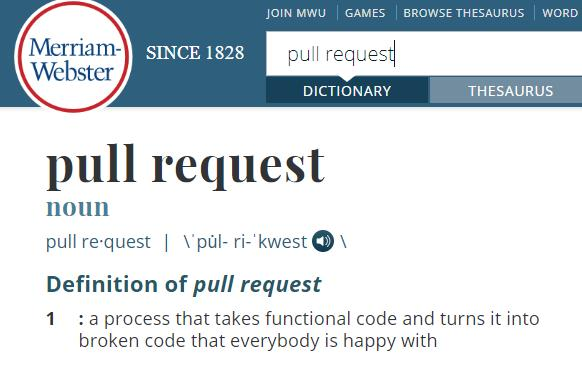 JOIN MWU | GAMES | BROWSE THESAURUS | WORD
Merriam-
Webster
SINCE 1828
pull request
DICTIONARY
THESAURUS
pull request
noun
pull re·quest | \ ˈpu̇l- ri-ˈkwest \
Definition of pull request
1 : a process that takes functional code and turns it into
broken code that everybody is happy with